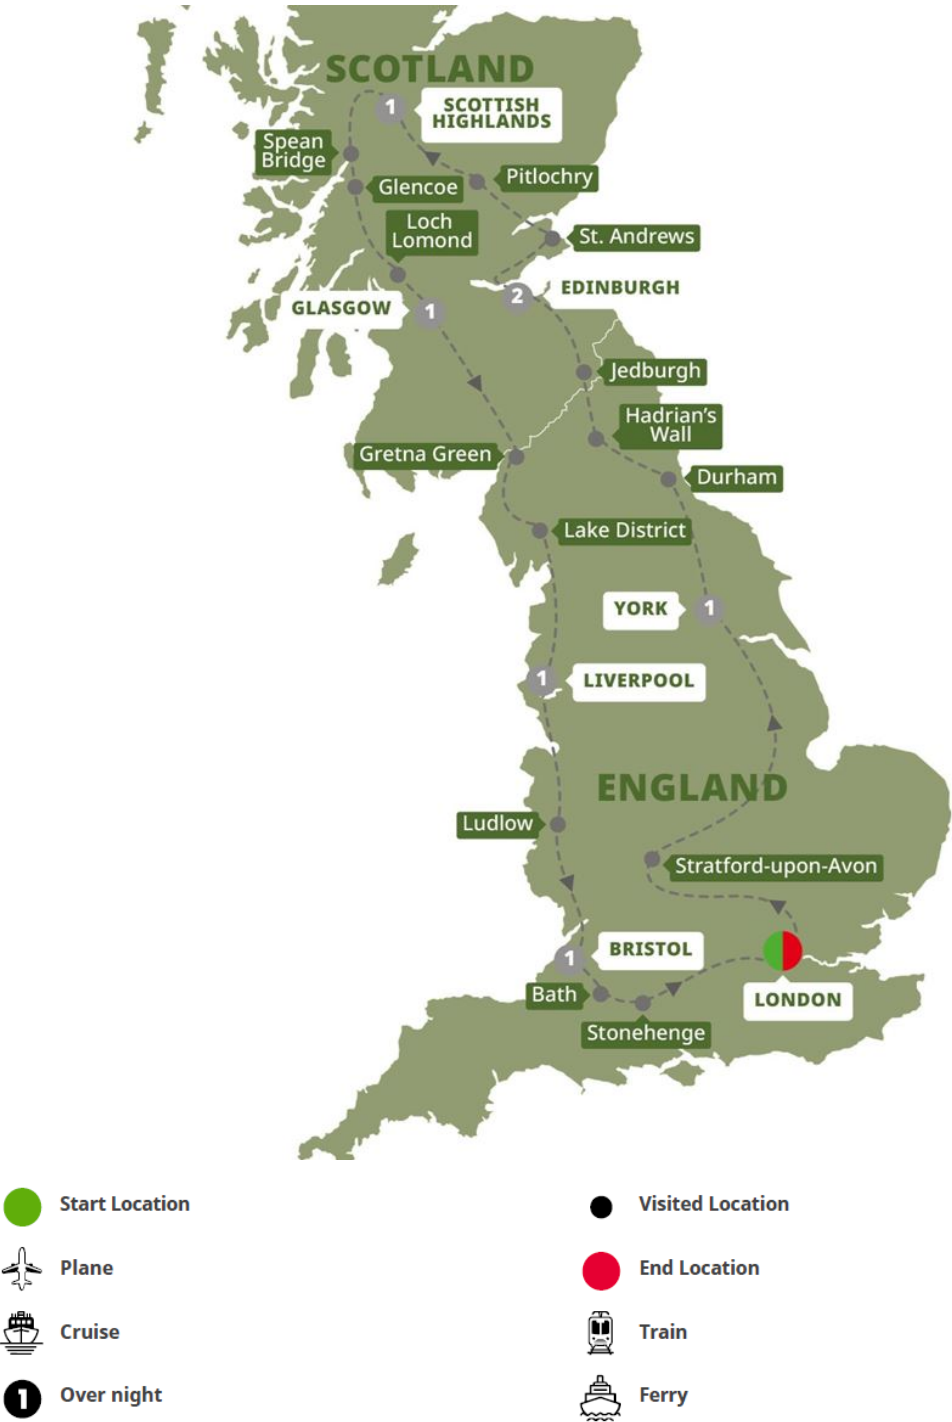 SCOTLAND
1
SCOTTISH
HIGHLANDS
Spean
Bridge
Pitlochry
Glencoe
Loch
Lomond
St. Andrews
EDINBURGH
2
GLASGOW
1
Jedburgh
Hadrian's
Wall
Gretna Green
Durham
Lake District
YORK
1
1
LIVERPOOL
ENGLAND
Ludlow
Stratford-upon-Avon
1
BRISTOL
Bath
LONDON
Stonehenge
Start Location
Visited Location
Plane
End Location
Cruise
Train
1
Over night
Ferry